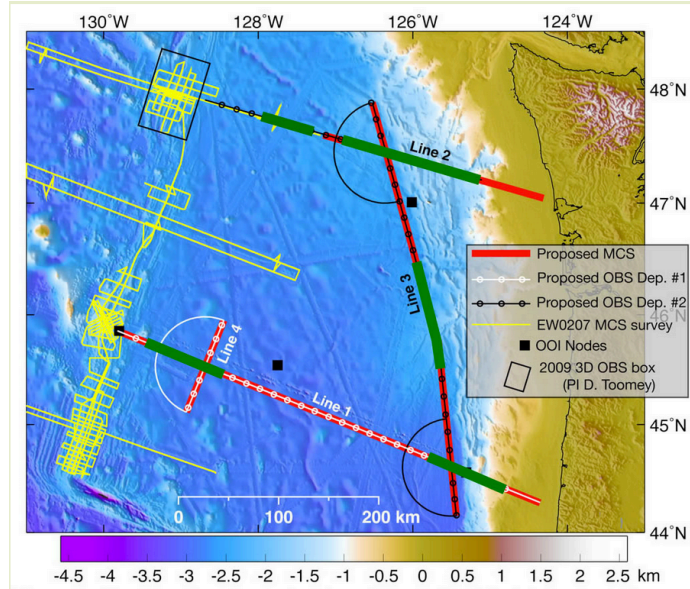 130°W 128°W 126°W 124°W
48°N
Line 2
47°N
Proposed MCS
Proposed OBS Dep. #1
Line 3
Proposed OBS Dep. #2
46°N
EW0207 MCS survey
Line 4
OOI Nodes
2009 3D OBS box
(PI D. Toomey)
Line 1
45°N
0 100 200 km
44°N
-4.5 -4 -3.5 -3 -2.5 -2 -1.5 -1 -0.5 0 0.5 1 1.5 2 2.5 km